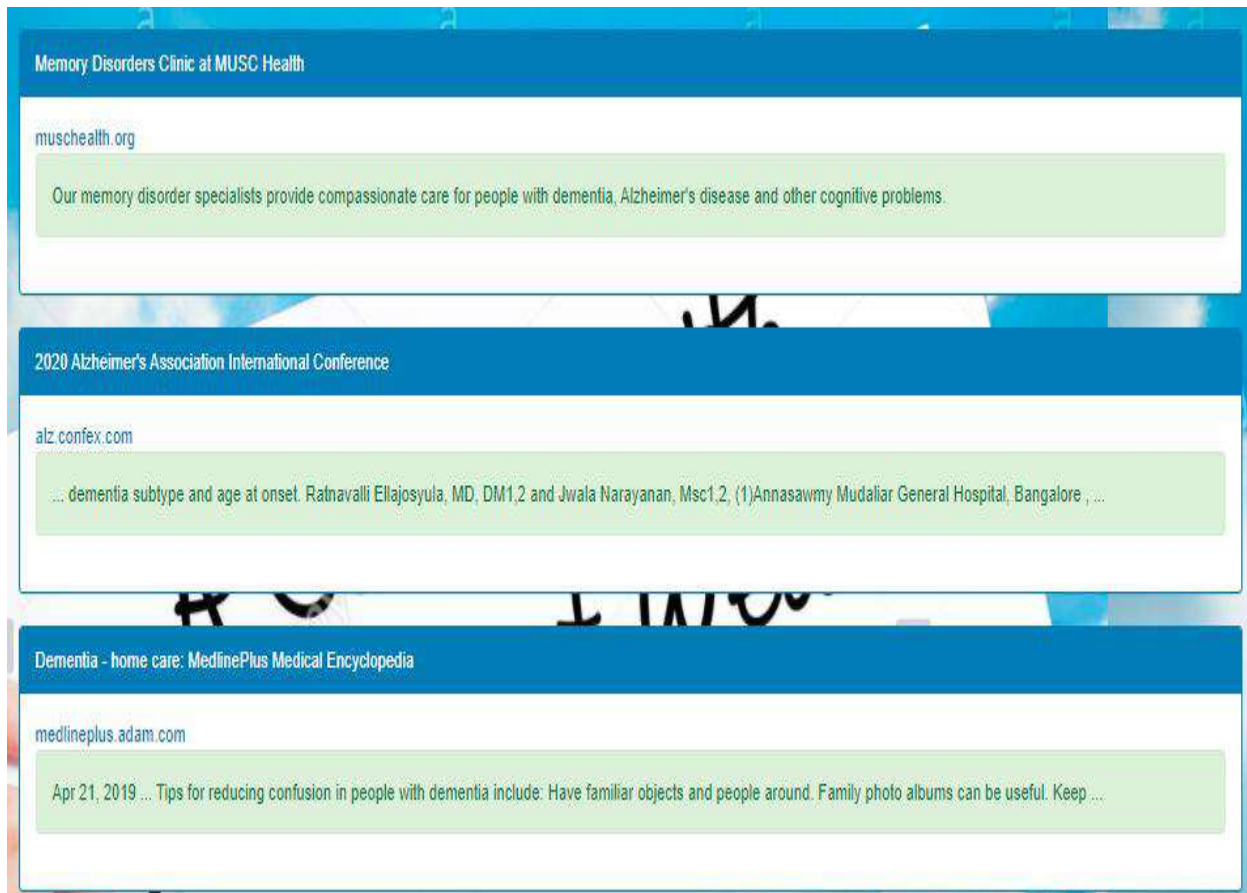 Memory Disorders Clinic at MUSC Health
muschealth.org
Our memory disorder specialists provide compassionate care for people with dementia, Alzheimer's disease and other cognitive problems.
2020 Alzheimer's Association International Conference
alz.confex.com
... dementia subtype and age at onset. Ratnavalli Ellajosyula, MD, DM1,2 and Jwala Narayanan, Msc1,2, (1)Annasawmy Mudaliar General Hospital, Bangalore , ...
Dementia - home care: MedlinePlus Medical Encyclopedia
medlineplus.adam.com
Apr 21, 2019 ... Tips for reducing confusion in people with dementia include: Have familiar objects and people around. Family photo albums can be useful. Keep ...